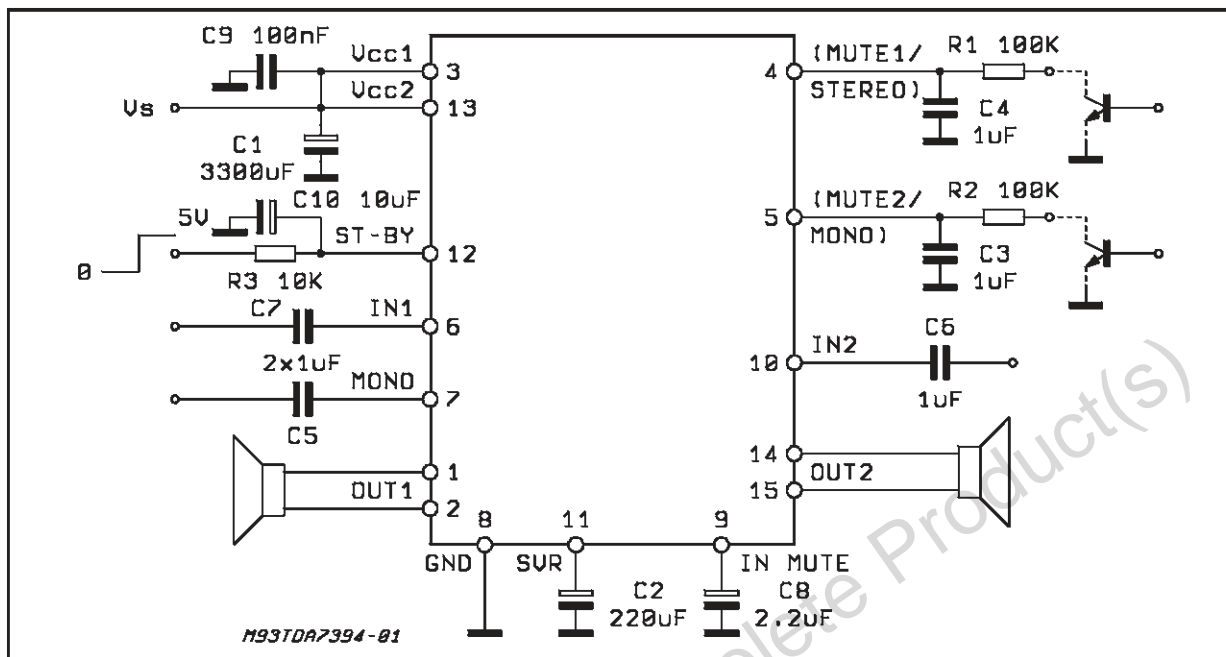 C9 100nF
Vcc1
3
Vcc2
Vs
13
C1
3300uF
C10 10uF
5V
0
ST-BY
12
R3 10K
C7
IN1
6
2x1uF
MONO
7
C5
1
OUT1
2
4
(MUTE1/
STEREO)
R1 100K
C4
1uF
5
(MUTE2/
MONO)
R2 100K
C3
1uF
10
IN2
C6
1uF
14
OUT2
15
8
11
9
GND
SVR
IN MUTE
C2
220uF
C8
2.2uF
M93TDA7394-01
lete Product(s)